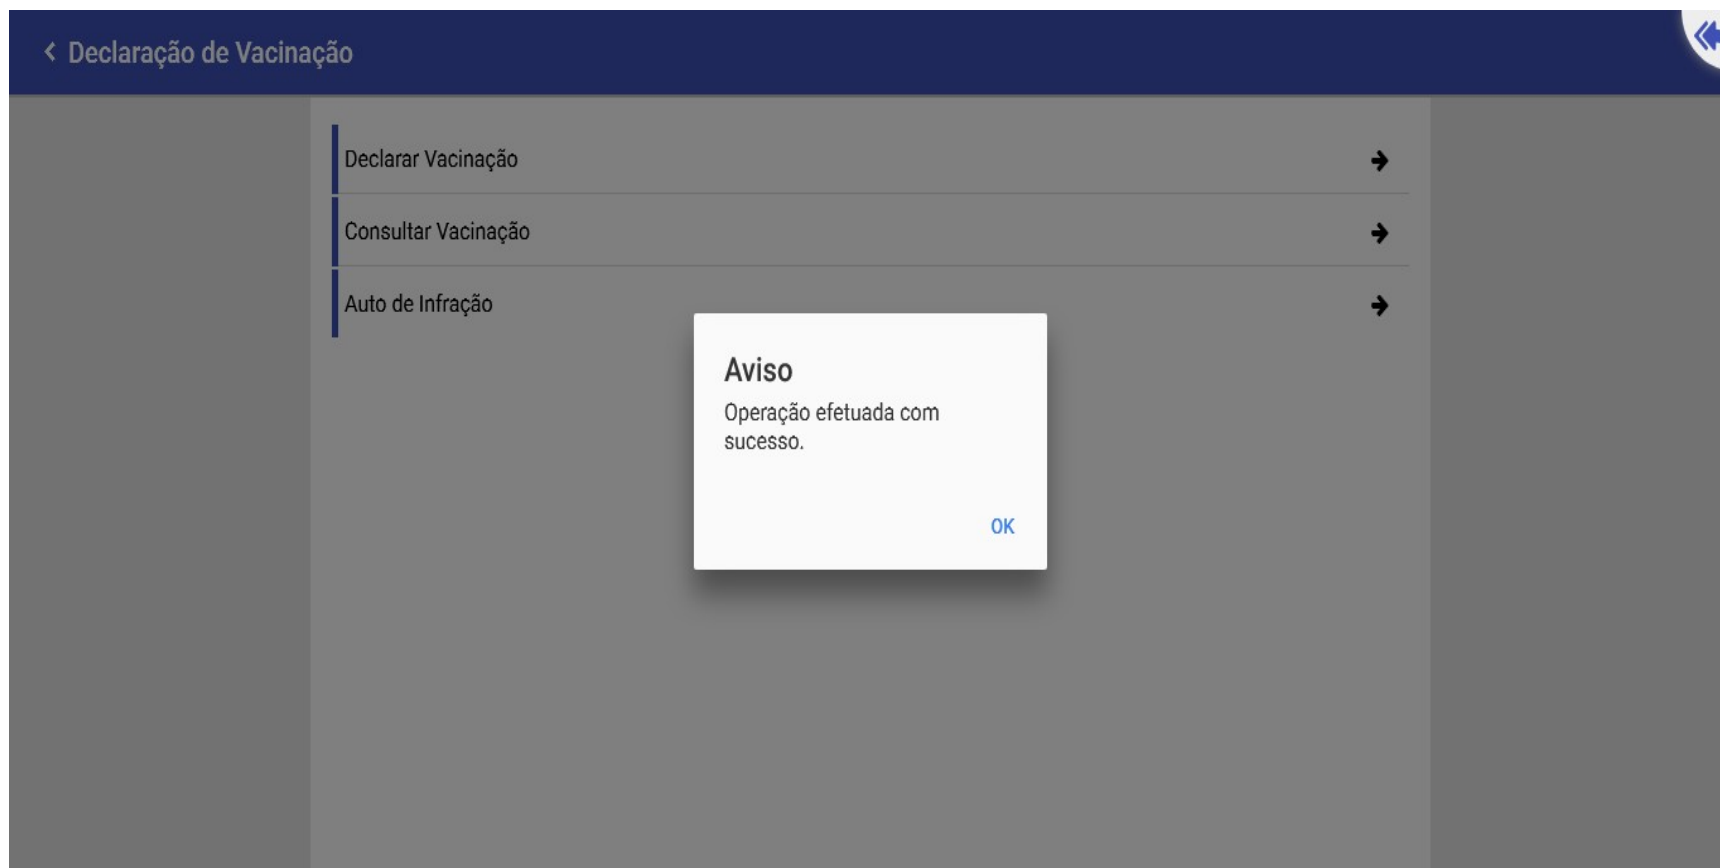 Declaração de Vacinação
Declarar Vacinação
Consultar Vacinação
Auto de Infração
Aviso
Operação efetuada com
sucesso.
OK